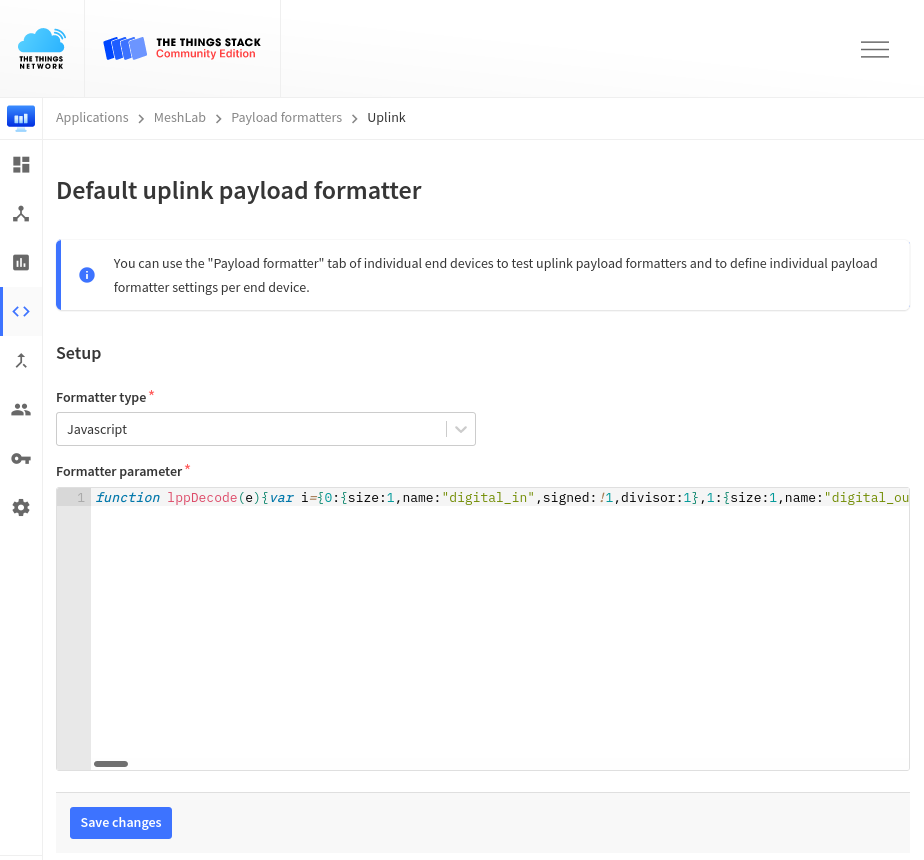 THE THINGS
NETWORK
THE THINGS STACK
Community Edition
Applications > MeshLab > Payload formatters > Uplink
Default uplink payload formatter
You can use the "Payload formatter" tab of individual end devices to test uplink payload formatters and to define individual payload
formatter settings per end device.
Setup
Formatter type*
Javascript
Formatter parameter*
1 function lppDecode(e){var i={0:{size:1,name:"digital_in",signed:!1,divisor:1},1:{size:1,name:"digital_ou
Save changes